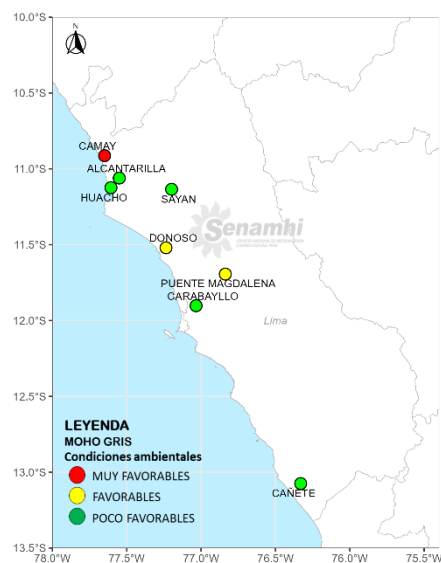 10.0°S
N
10.5°S
CAMAY
11.0°S
ALCANTARILLA
HUACHO
SAYAN
Senamhi
DONOSO
11.5°S
PUENTE MAGDALENA
CARABAYLLO
12.0°S
Lima
12.5°S
LEYENDA
MOHO GRIS
Condiciones ambientales
MUY FAVORABLES
FAVORABLES
POCO FAVORABLES
13.0°S
CAÑETE
13.5°S
78.0°W 77.5°W 77.0°W 76.5°W 76.0°W 75.5°W